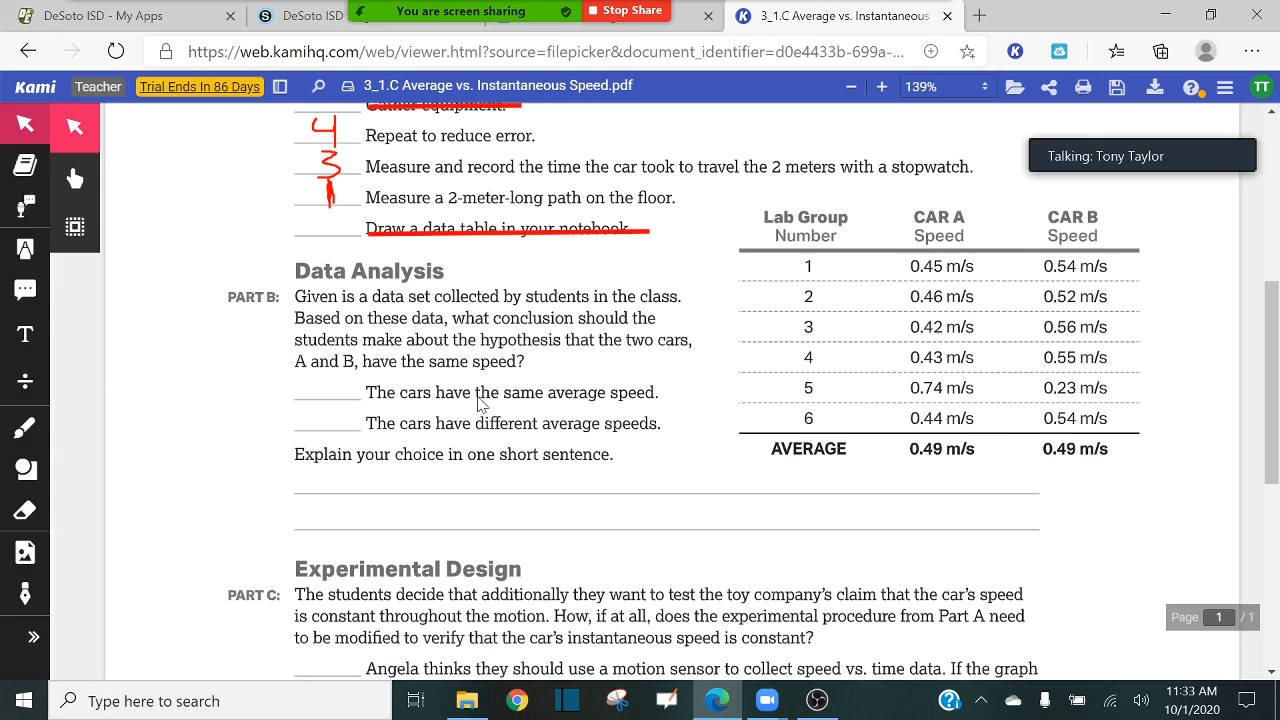 DeSoto A
DeSoto ISD
You are screen sharing
Stop Share
3_1.C Average vs. Instantaneous
https://web.kamihq.com/web/viewer.html?source=filepicker&document_identifier=d0e4433b-699a-...
Kami
Teacher
Trial Ends In 86 Days
3_1.C Average vs. Instantaneous Speed.pdf
139%
TT
Gather equipment.
4 Repeat to reduce error.
Talking: Tony Taylor
3 Measure and record the time the car took to travel the 2 meters with a stopwatch.
1 Measure a 2-meter-long path on the floor.
Draw a data table in your notebook.
Lab Group Number CAR A Speed CAR B Speed
1 0.45 m/s 0.54 m/s
2 0.46 m/s 0.52 m/s
3 0.42 m/s 0.56 m/s
4 0.43 m/s 0.55 m/s
5 0.74 m/s 0.23 m/s
6 0.44 m/s 0.54 m/s
AVERAGE 0.49 m/s 0.49 m/s
Data Analysis
PART B: Given is a data set collected by students in the class.
Based on these data, what conclusion should the
students make about the hypothesis that the two cars,
A and B, have the same speed?
The cars have the same average speed.
The cars have different average speeds.
Explain your choice in one short sentence.
Experimental Design
PART C: The students decide that additionally they want to test the toy company's claim that the car's speed
is constant throughout the motion. How, if at all, does the experimental procedure from Part A need
to be modified to verify that the car's instantaneous speed is constant?
Page 1 / 1
Angela thinks they should use a motion sensor to collect speed vs. time data. If the graph
Type here to search
11:33 AM
10/1/2020